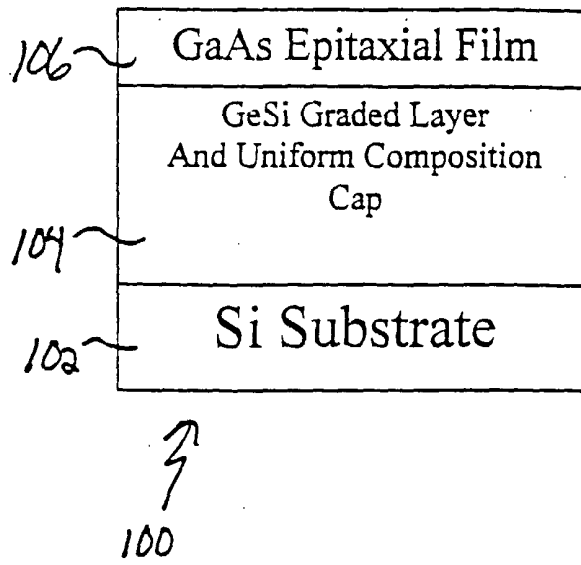 106
GaAs Epitaxial Film
GeSi Graded Layer
And Uniform Composition
Cap
104
Si Substrate
102
100